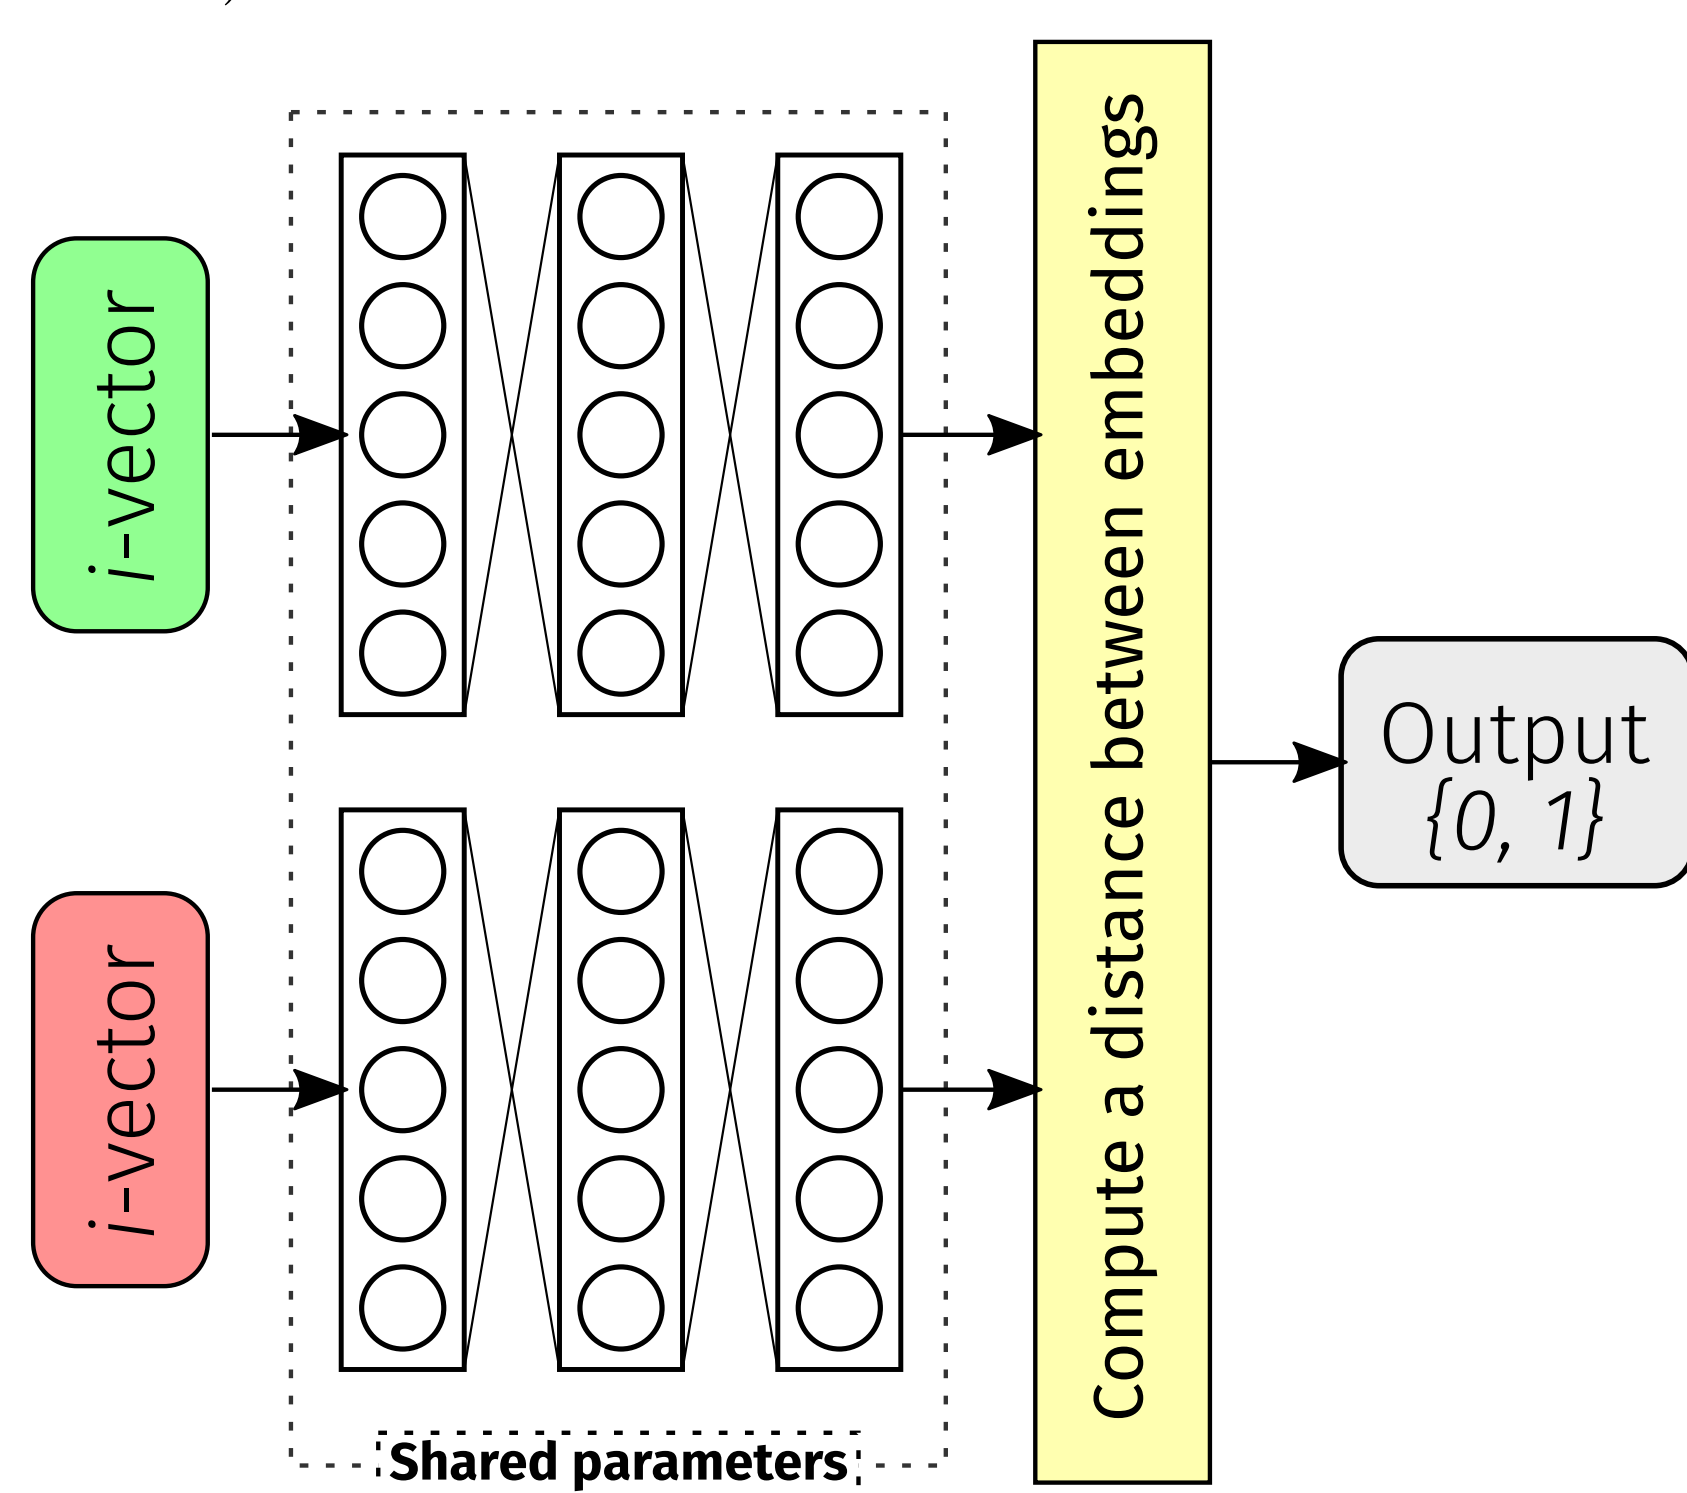 i-vector
i-vector
Shared parameters
Compute a distance between embeddings
Output
{0, 1}